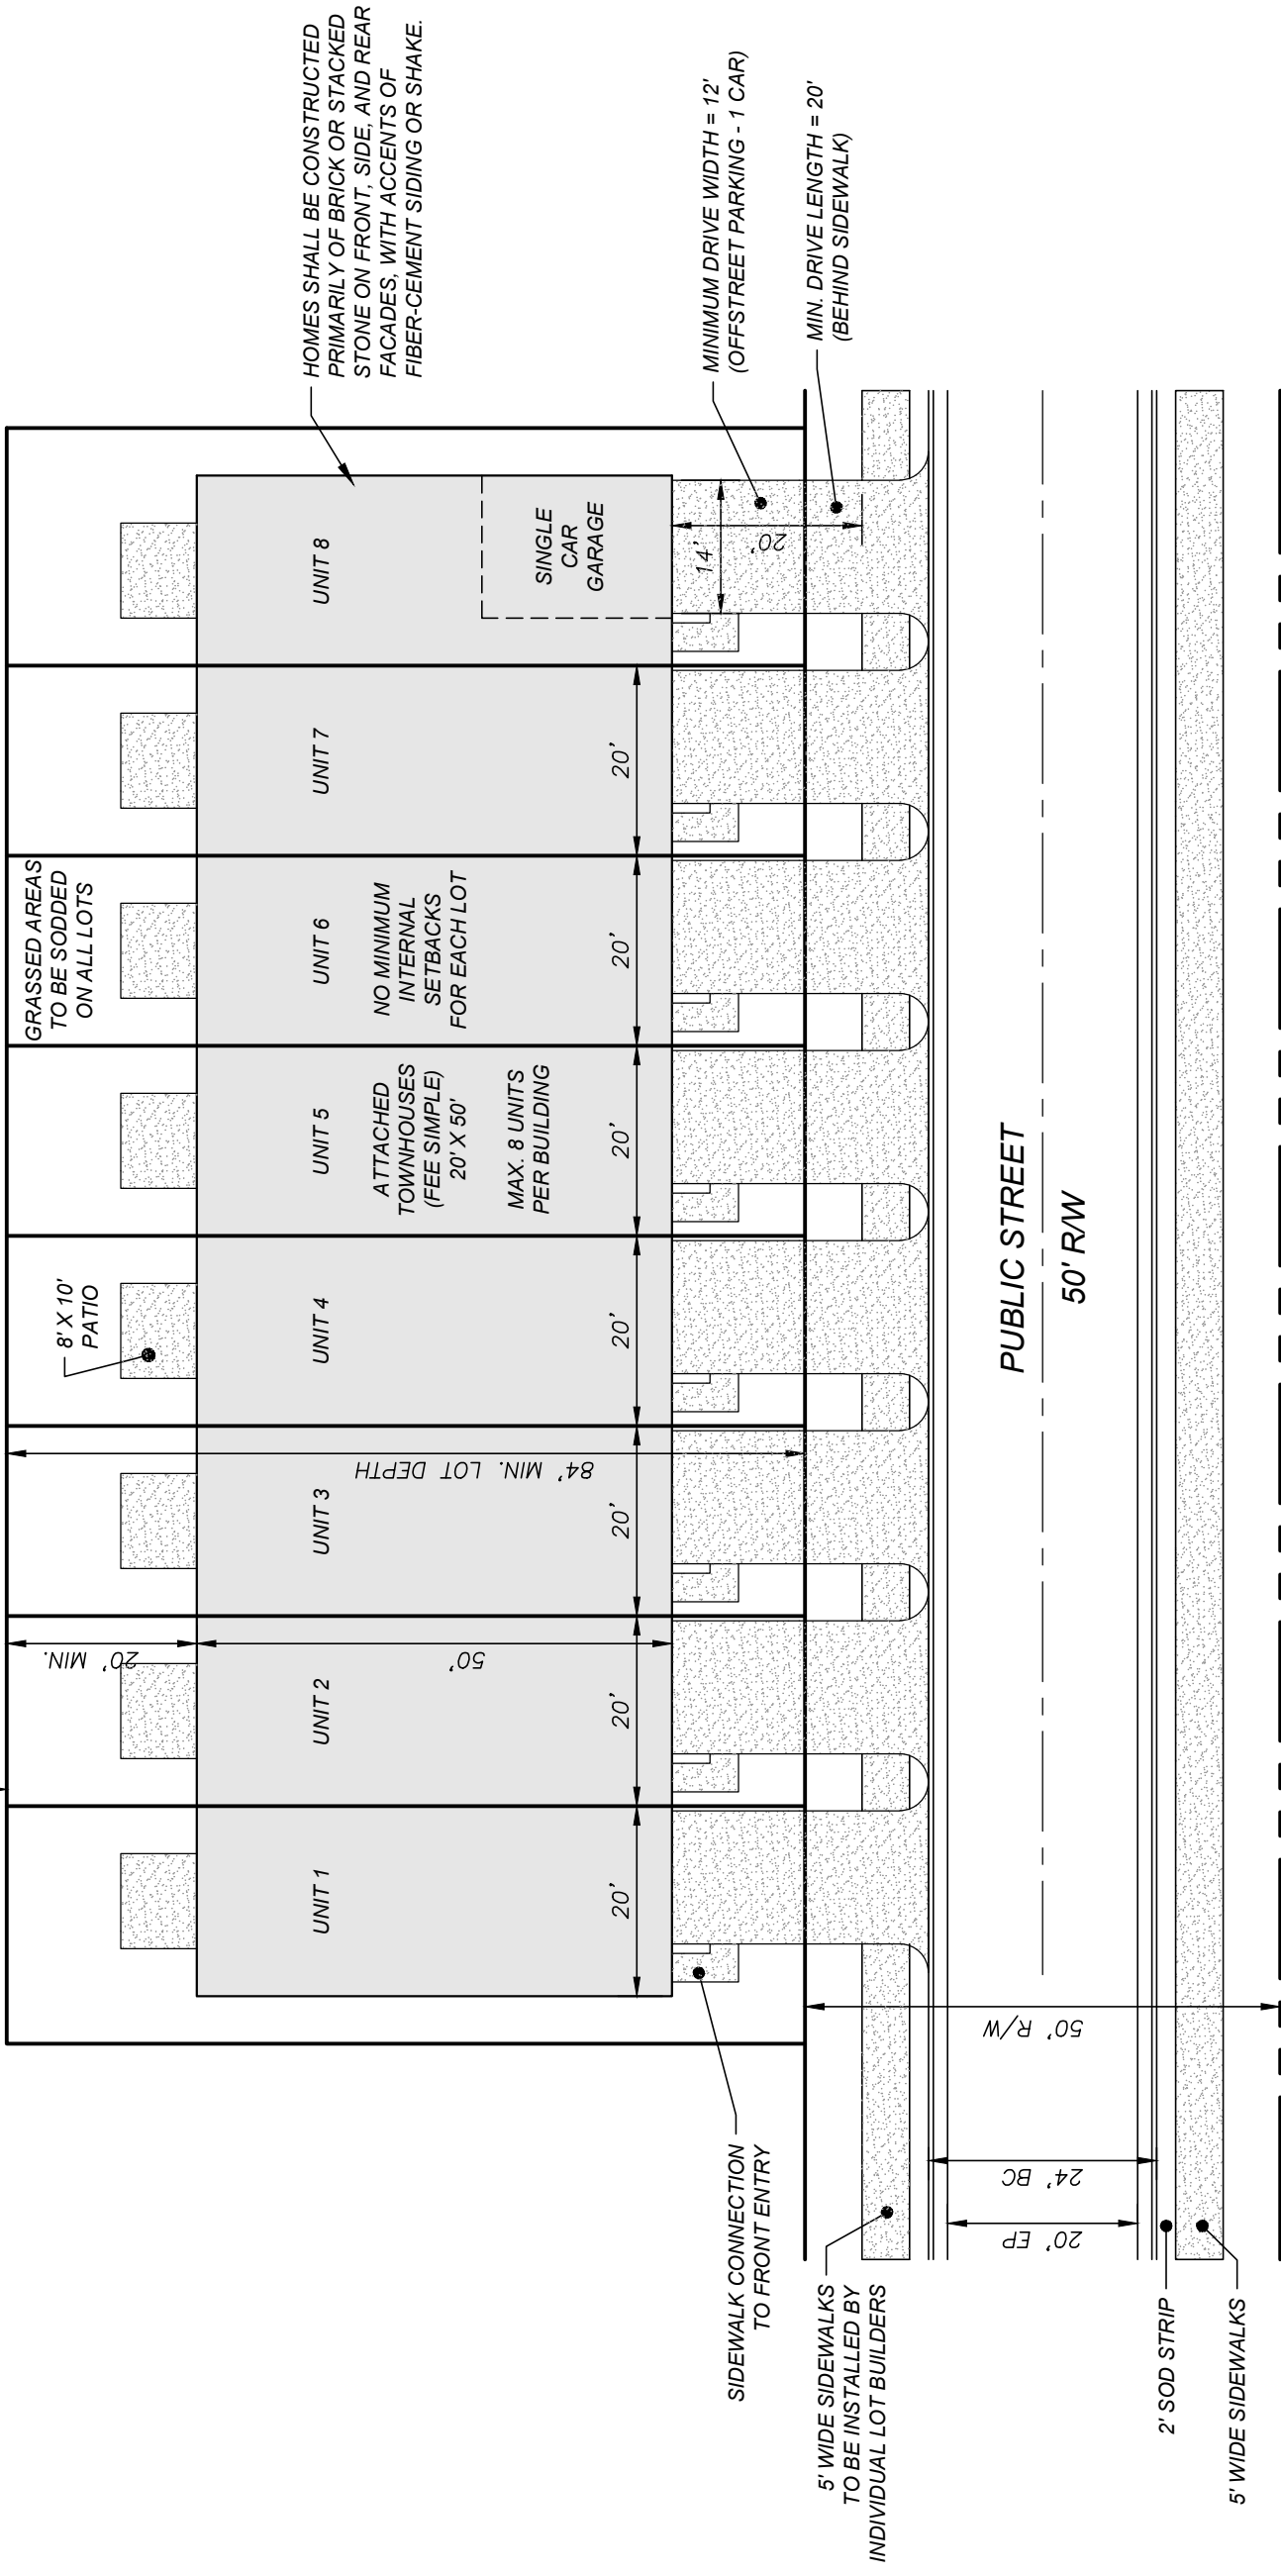 HOMES SHALL BE CONSTRUCTED
PRIMARILY OF BRICK OR STACKED
STONE ON FRONT, SIDE, AND REAR
FACADES, WITH ACCENTS OF
FIBER-CEMENT SIDING OR SHAKE.
MINIMUM DRIVE WIDTH = 12'
(OFFSTREET PARKING - 1 CAR)
MIN. DRIVE LENGTH = 20'
(BEHIND SIDEWALK)
UNIT 8
SINGLE
CAR
GARAGE
14'
20'
UNIT 7
20'
GRASSED AREAS
TO BE SODDED
ON ALL LOTS
UNIT 6
NO MINIMUM
INTERNAL
SETBACKS
FOR EACH LOT
20'
UNIT 5
ATTACHED
TOWNHOUSES
(FEE SIMPLE)
20' X 50'
MAX. 8 UNITS
PER BUILDING
20'
8' X 10'
PATIO
UNIT 4
20'
PUBLIC STREET
50' R/W
84' MIN. LOT DEPTH
UNIT 3
20'
20' MIN.
50'
UNIT 2
20'
UNIT 1
20'
50' R/W
24' BC
20' EP
SIDEWALK CONNECTION
TO FRONT ENTRY
5' WIDE SIDEWALKS
TO BE INSTALLED BY
INDIVIDUAL LOT BUILDERS
2' SOD STRIP
5' WIDE SIDEWALKS